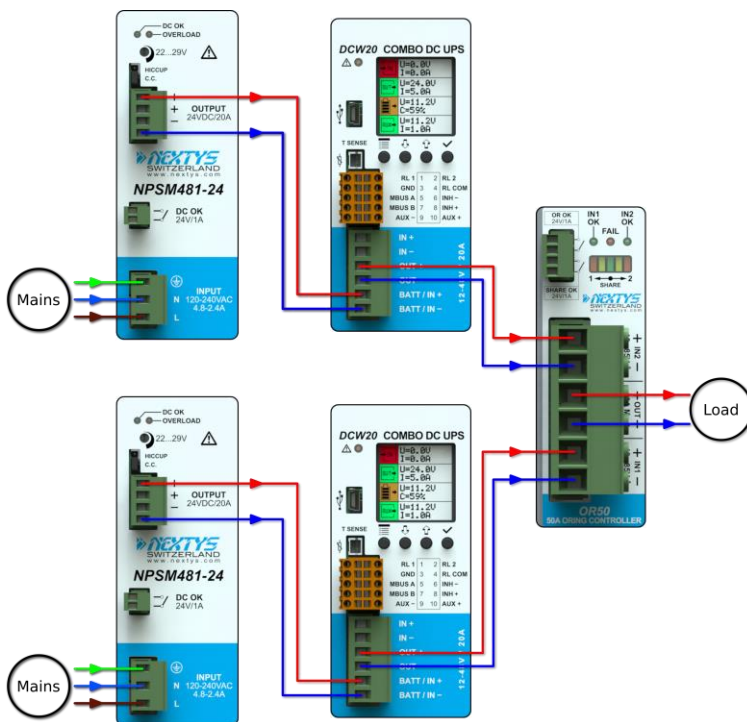 DC OK
OVERLOAD
22...29V
HICCUP
C.C.
+
+
-
OUTPUT
24VDC/20A
NEXTYS
SWITZERLAND
www.nextys.com
NPSM481-24
DC OK
24V/1A
Mains
N
L
INPUT
120-240VAC
4.8-2.4A
DCW20 COMBO DC UPS
U=0.0V
I=0.0A
U=24.0V
I=5.0A
U=11.2V
C=59%
U=11.2V
I=1.0A
T SENSE
RL 1 1 2 RL 2
GND 3 4 RL COM
MBUS A 5 6 INH -
MBUS B 7 8 INH +
AUX - 9 10 AUX +
IN +
IN -
OUT +
OUT -
BATT / IN +
BATT / IN -
OR OK
24V/1A
IN1
OK
IN2
OK
FAIL
1 2
SHARE
SHARE OK
24V/1A
NEXTYS
SWITZERLAND
www.nextys.com
+
IN2
-
+
OUT
-
+
IN1
-
OR50
50A ORING CONTROLLER
Load
DC OK
OVERLOAD
22...29V
HICCUP
C.C.
+
+
-
OUTPUT
24VDC/20A
NEXTYS
SWITZERLAND
www.nextys.com
NPSM481-24
DC OK
24V/1A
Mains
N
L
INPUT
120-240VAC
4.8-2.4A
DCW20 COMBO DC UPS
U=0.0V
I=0.0A
U=24.0V
I=5.0A
U=11.2V
C=59%
U=11.2V
I=1.0A
T SENSE
RL 1 1 2 RL 2
GND 3 4 RL COM
MBUS A 5 6 INH -
MBUS B 7 8 INH +
AUX - 9 10 AUX +
IN +
IN -
OUT +
OUT -
BATT / IN +
BATT / IN -